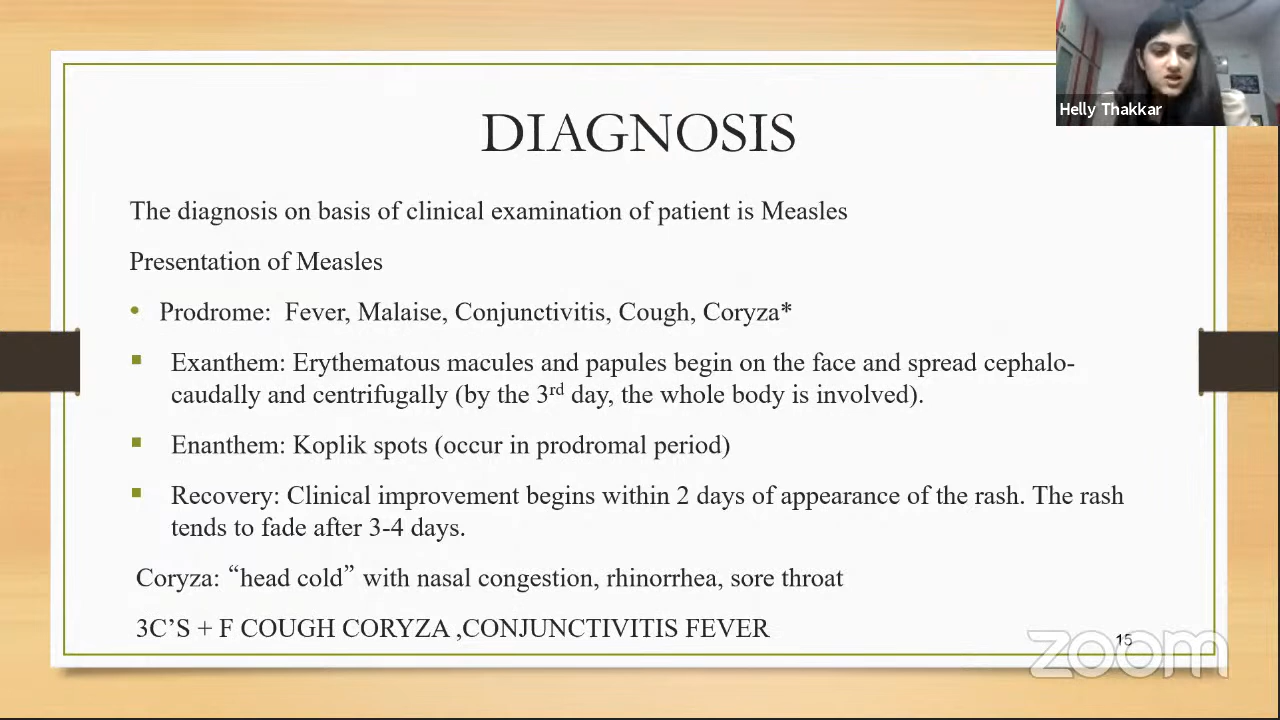 Helly Thakkar
DIAGNOSIS
The diagnosis on basis of clinical examination of patient is Measles
Presentation of Measles
• Prodrome: Fever, Malaise, Conjunctivitis, Cough, Coryza*
▪ Exanthem: Erythematous macules and papules begin on the face and spread cephalo-
caudally and centrifugally (by the 3rd day, the whole body is involved).
▪ Enanthem: Koplik spots (occur in prodromal period)
▪ Recovery: Clinical improvement begins within 2 days of appearance of the rash. The rash
tends to fade after 3-4 days.
Coryza: “head cold” with nasal congestion, rhinorrhea, sore throat
3C’S + F COUGH CORYZA ,CONJUNCTIVITIS FEVER
15
zoom